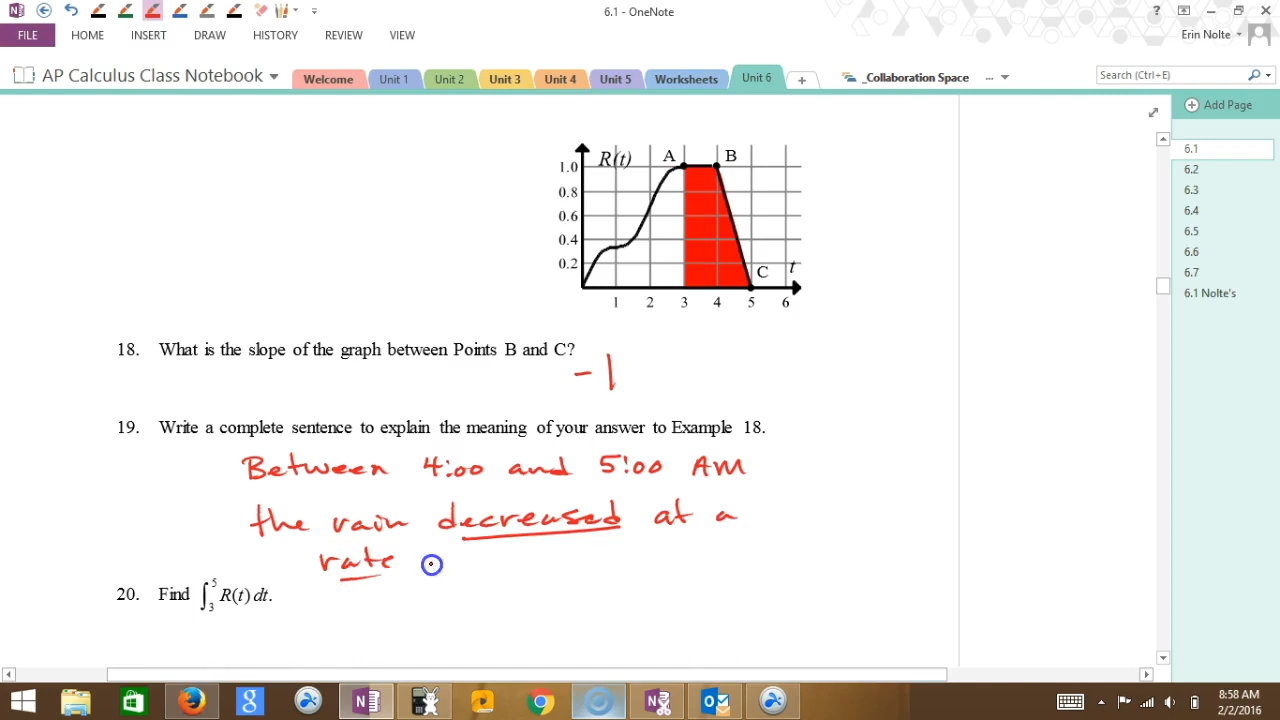 6.1 - OneNote
FILE HOME INSERT DRAW HISTORY REVIEW VIEW Erin Nolte
AP Calculus Class Notebook Welcome Unit 1 Unit 2 Unit 3 Unit 4 Unit 5 Worksheets Unit 6 _Collaboration Space ... Search (Ctrl+E)
Add Page
6.1
6.2
6.3
6.4
6.5
6.6
6.7
6.1 Nolte's
R(t) A B
1.0
0.8
0.6
0.4
0.2
C t
1 2 3 4 5 6
18. What is the slope of the graph between Points B and C?
-1
19. Write a complete sentence to explain the meaning of your answer to Example 18.
Between 4:00 and 5:00 AM
the rain decreased at a
rate
20. Find ∫₃⁵ R(t) dt.
8:58 AM
2/2/2016